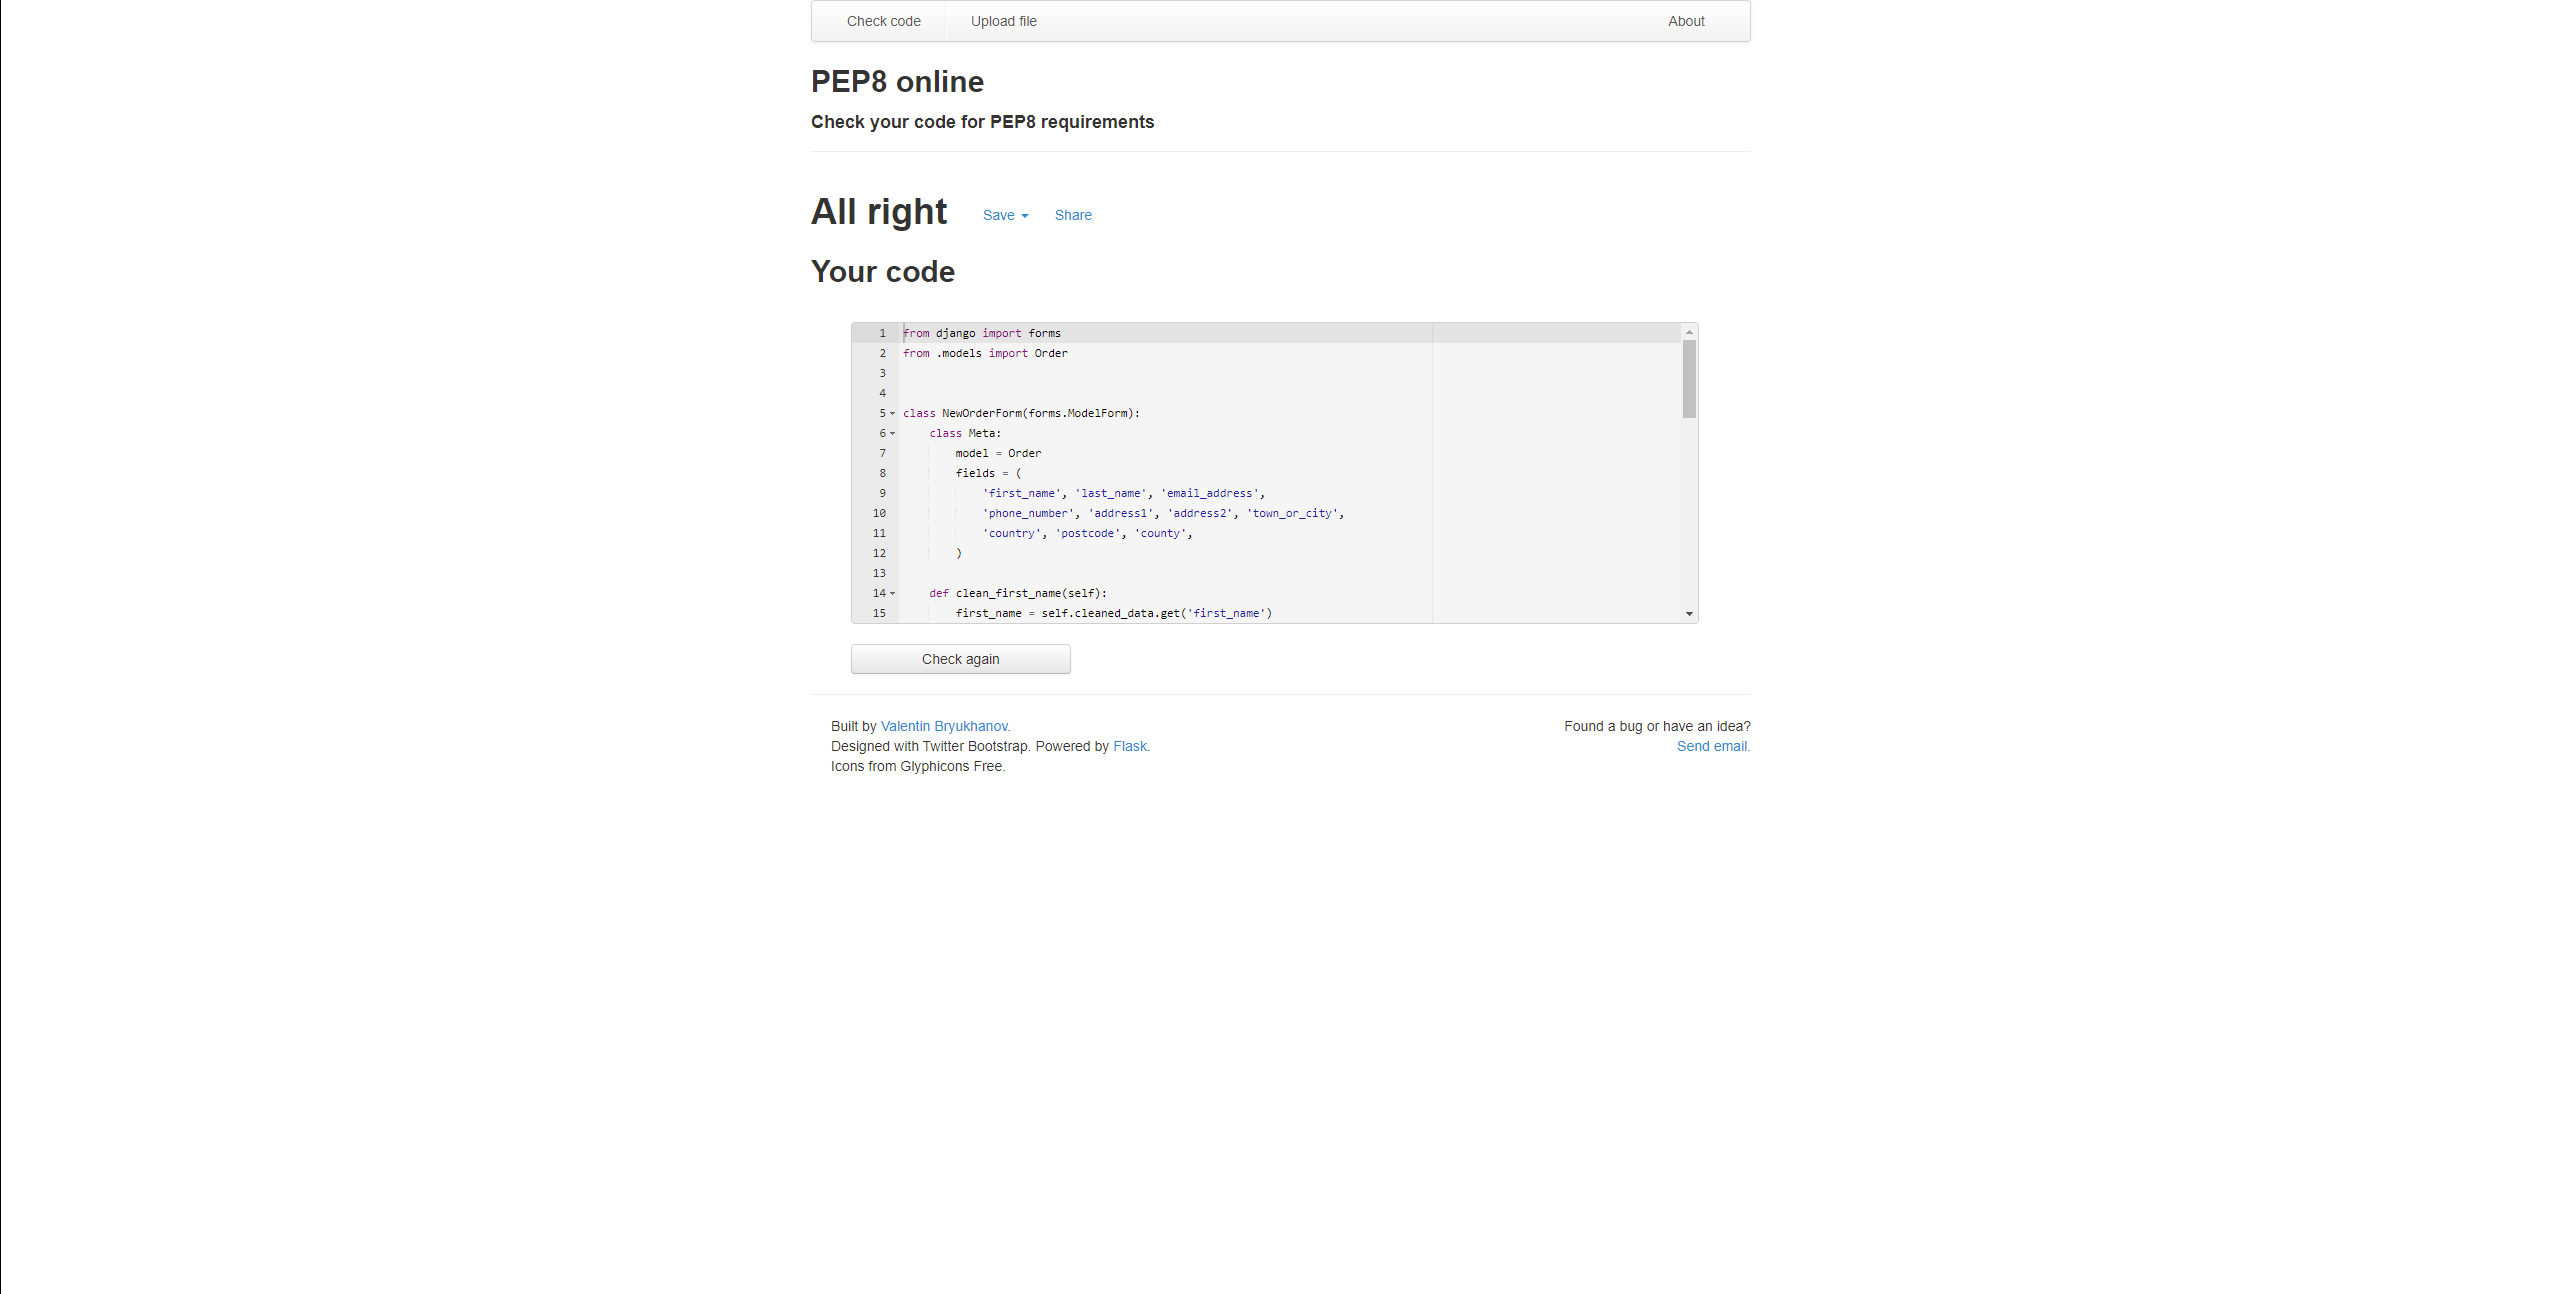 Check code Upload file About
PEP8 online
Check your code for PEP8 requirements
All right Save Share
Your code
1 from django import forms
2 from .models import Order
3
4
5 class NewOrderForm(forms.ModelForm):
6     class Meta:
7         model = Order
8         fields = (
9             'first_name', 'last_name', 'email_address',
10             'phone_number', 'address1', 'address2', 'town_or_city',
11             'country', 'postcode', 'county',
12         )
13
14     def clean_first_name(self):
15         first_name = self.cleaned_data.get('first_name')
Check again
Built by Valentin Bryukhanov. Found a bug or have an idea?
Designed with Twitter Bootstrap. Powered by Flask. Send email.
Icons from Glyphicons Free.